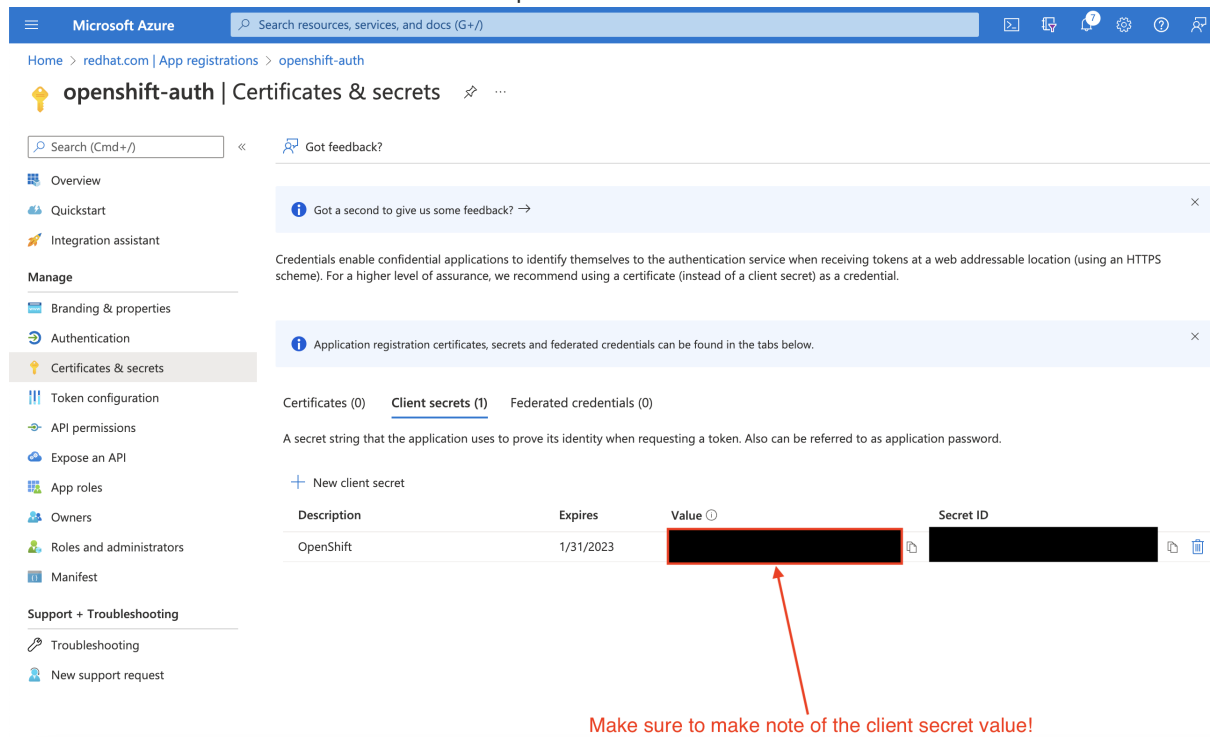 Microsoft Azure
Search resources, services, and docs (G+/)
7
Home > redhat.com | App registrations > openshift-auth
openshift-auth | Certificates & secrets
Search (Cmd+/)
«
Got feedback?
Overview
Quickstart
Integration assistant
Manage
Branding & properties
Authentication
Certificates & secrets
Token configuration
API permissions
Expose an API
App roles
Owners
Roles and administrators
Manifest
Support + Troubleshooting
Troubleshooting
New support request
Got a second to give us some feedback? →
Credentials enable confidential applications to identify themselves to the authentication service when receiving tokens at a web addressable location (using an HTTPS
scheme). For a higher level of assurance, we recommend using a certificate (instead of a client secret) as a credential.
Application registration certificates, secrets and federated credentials can be found in the tabs below.
Certificates (0) Client secrets (1) Federated credentials (0)
A secret string that the application uses to prove its identity when requesting a token. Also can be referred to as application password.
+ New client secret
Description Expires Value Secret ID
OpenShift 1/31/2023
Make sure to make note of the client secret value!